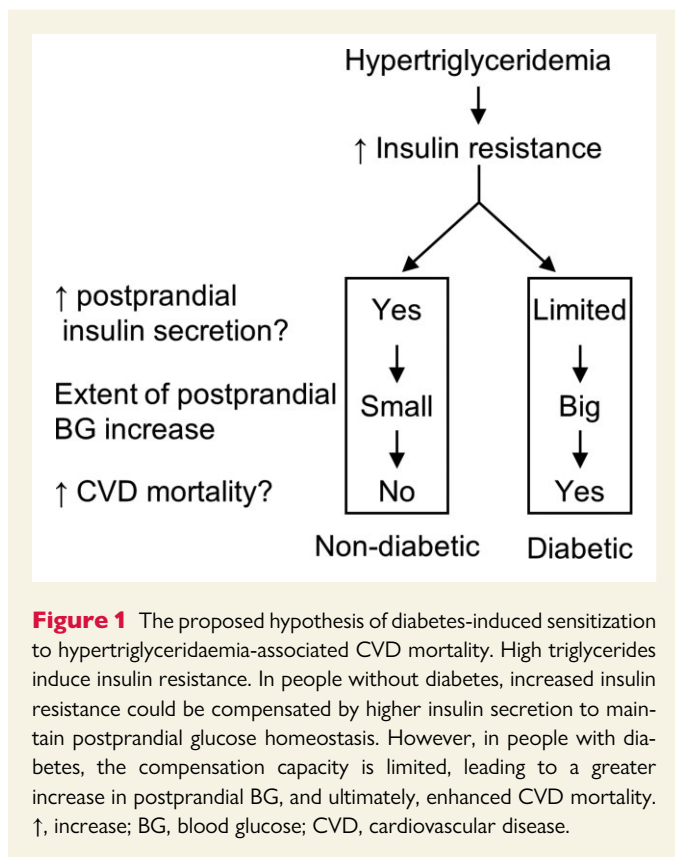 Hypertriglyceridemia
↑ Insulin resistance
↑ postprandial
insulin secretion?
Yes
Limited
Extent of postprandial
BG increase
Small
Big
↑ CVD mortality?
No
Yes
Non-diabetic
Diabetic
Figure 1 The proposed hypothesis of diabetes-induced sensitization
to hypertriglyceridaemia-associated CVD mortality. High triglycerides
induce insulin resistance. In people without diabetes, increased insulin
resistance could be compensated by higher insulin secretion to main-
tain postprandial glucose homeostasis. However, in people with dia-
betes, the compensation capacity is limited, leading to a greater
increase in postprandial BG, and ultimately, enhanced CVD mortality.
↑, increase; BG, blood glucose; CVD, cardiovascular disease.